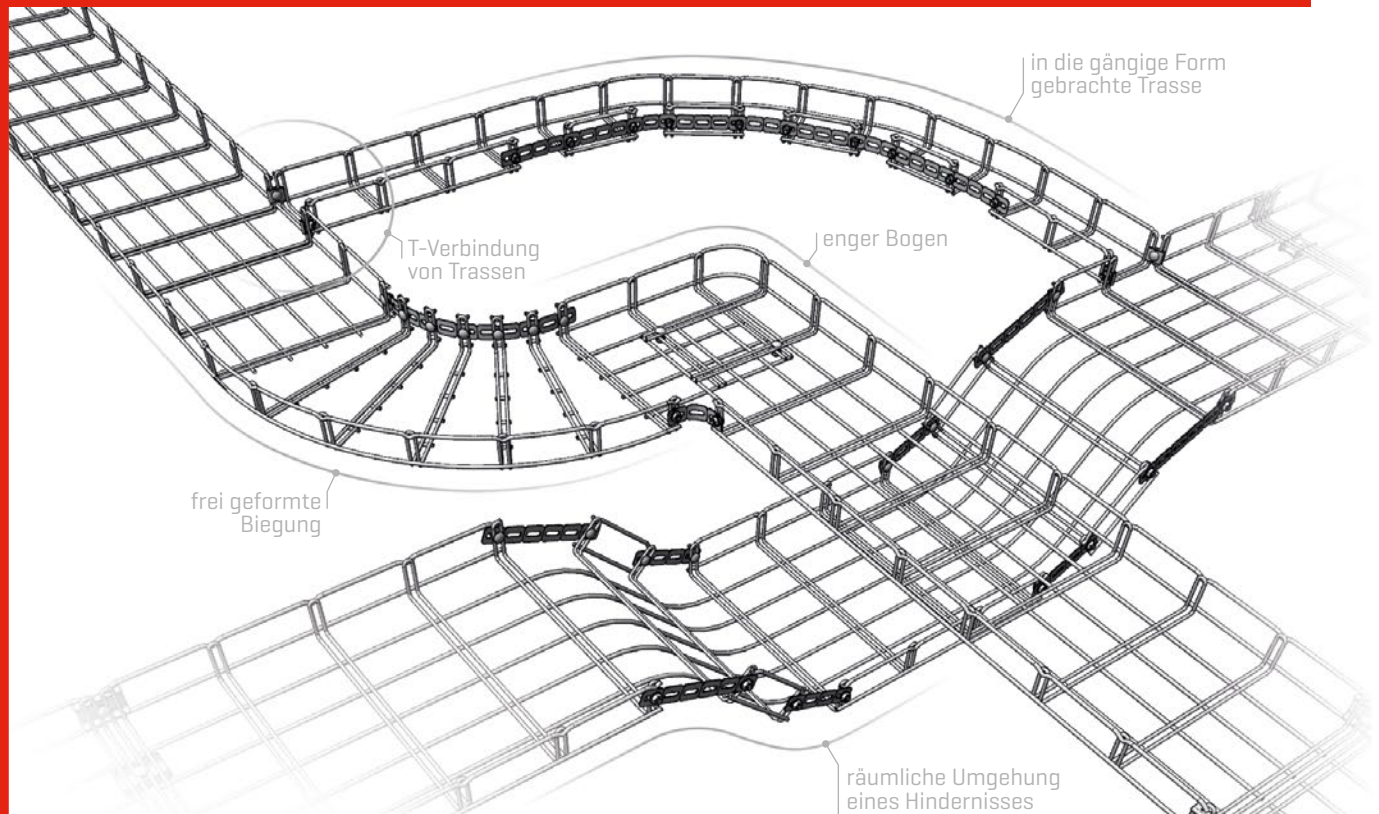 in die gängige Form
gebrachte Trasse
T-Verbindung
von Trassen
enger Bogen
frei geformte
Biegung
räumliche Umgehung
eines Hindernisses